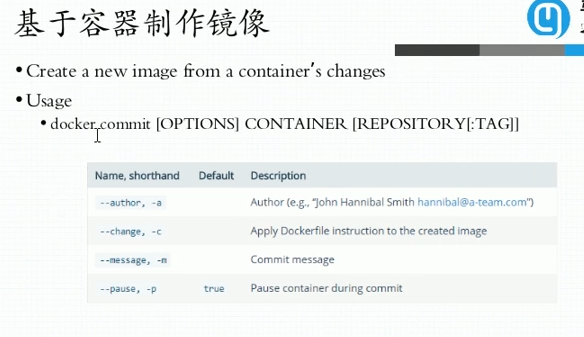 基于容器制作镜像
• Create a new image from a container's changes
• Usage
• docker commit [OPTIONS] CONTAINER [REPOSITORY[:TAG]]
Name, shorthand Default Description
--author, -a Author (e.g., “John Hannibal Smith hannibal@a-team.com”)
--change, -c Apply Dockerfile instruction to the created image
--message, -m Commit message
--pause, -p true Pause container during commit